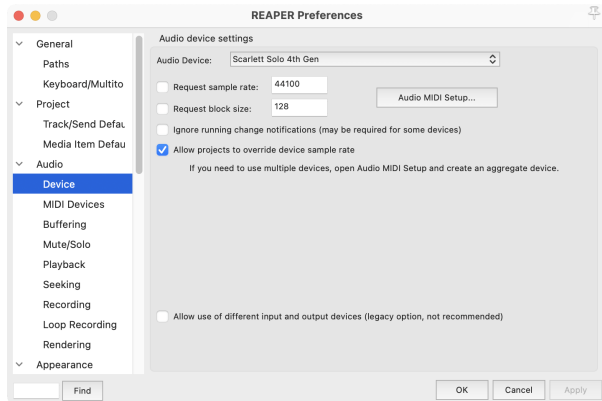 REAPER Preferences
General
Paths
Keyboard/Multito
Project
Track/Send Defau
Media Item Defau
Audio
Device
MIDI Devices
Buffering
Mute/Solo
Playback
Seeking
Recording
Loop Recording
Rendering
Appearance
Find
Audio device settings
Audio Device: Scarlett Solo 4th Gen
Request sample rate: 44100
Request block size: 128
Audio MIDI Setup...
Ignore running change notifications (may be required for some devices)
Allow projects to override device sample rate
If you need to use multiple devices, open Audio MIDI Setup and create an aggregate device.
Allow use of different input and output devices (legacy option, not recommended)
OK Cancel Apply